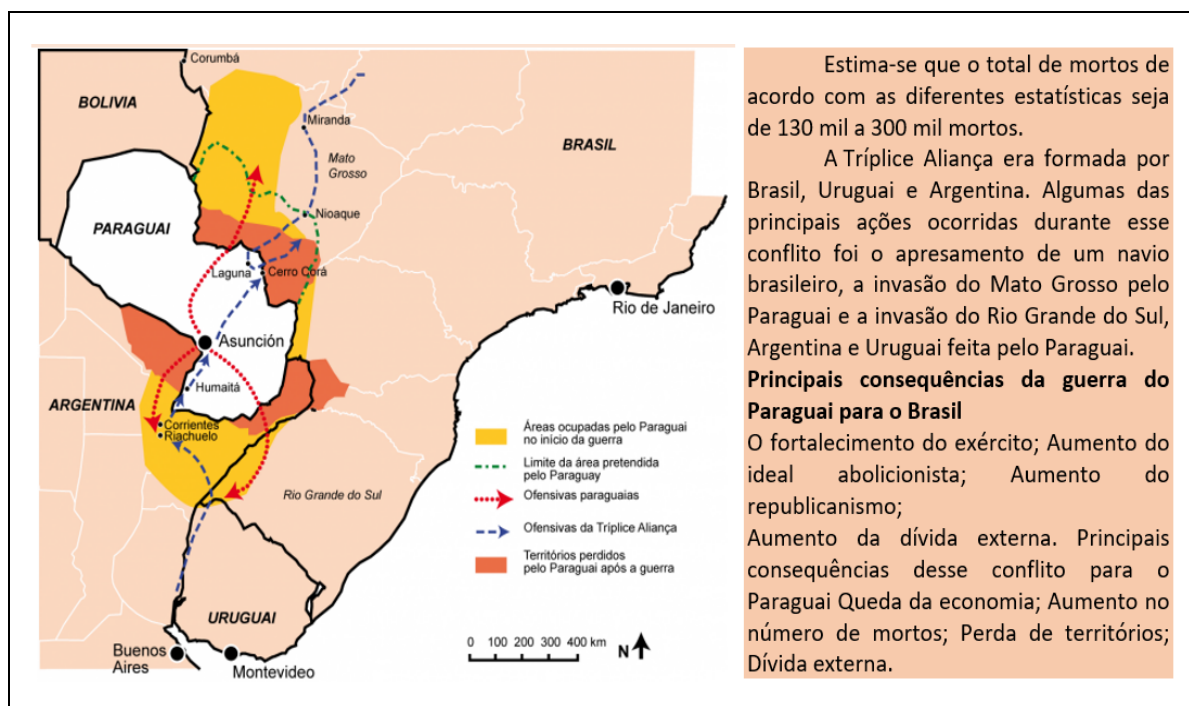 Corumbá
BOLIVIA
Miranda
BRASIL
Mato
Grosso
PARAGUAI
Nioaque
Laguna
Cerro Corá
Rio de Janeiro
Asunción
Humaitá
ARGENTINA
Corrientes
Riachuelo
Rio Grande do Sul
URUGUAI
Buenos
Aires
Montevideo
Áreas ocupadas pelo Paraguai
no início da guerra
Limite da área pretendida
pelo Paraguay
Ofensivas paraguaias
Ofensivas da Tríplice Aliança
Territórios perdidos
pelo Paraguai após a guerra
0 100 200 300 400 km
N
Estima-se que o total de mortos de
acordo com as diferentes estatísticas seja
de 130 mil a 300 mil mortos.
A Tríplice Aliança era formada por
Brasil, Uruguai e Argentina. Algumas das
principais ações ocorridas durante esse
conflito foi o apresamento de um navio
brasileiro, a invasão do Mato Grosso pelo
Paraguai e a invasão do Rio Grande do Sul,
Argentina e Uruguai feita pelo Paraguai.
Principais consequências da guerra do
Paraguai para o Brasil
O fortalecimento do exército; Aumento do
ideal abolicionista; Aumento do
republicanismo;
Aumento da dívida externa. Principais
consequências desse conflito para o
Paraguai Queda da economia; Aumento no
número de mortos; Perda de territórios;
Dívida externa.